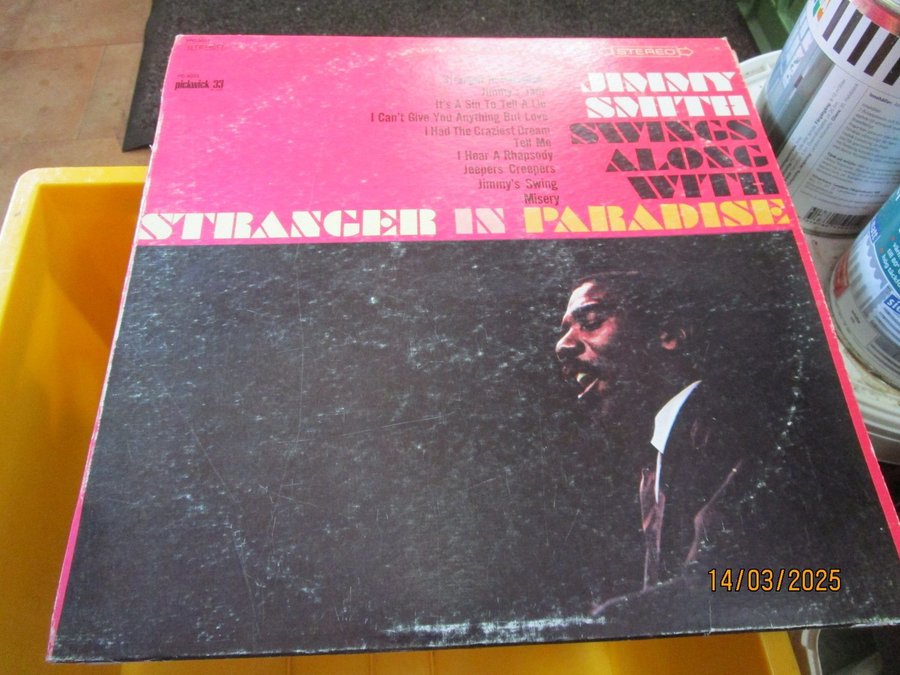 STEREO
pickwick 33
Jimmy's Jam
It's A Sin To Tell A Lie
I Can't Give You Anything But Love
I Had The Craziest Dream
Tell Me
I Hear A Rhapsody
Jeepers Creepers
Jimmy's Swing
Misery
JIMMY
SMITH
SWINGS
ALONG
WITH
STRANGER IN PARADISE
14/03/2025